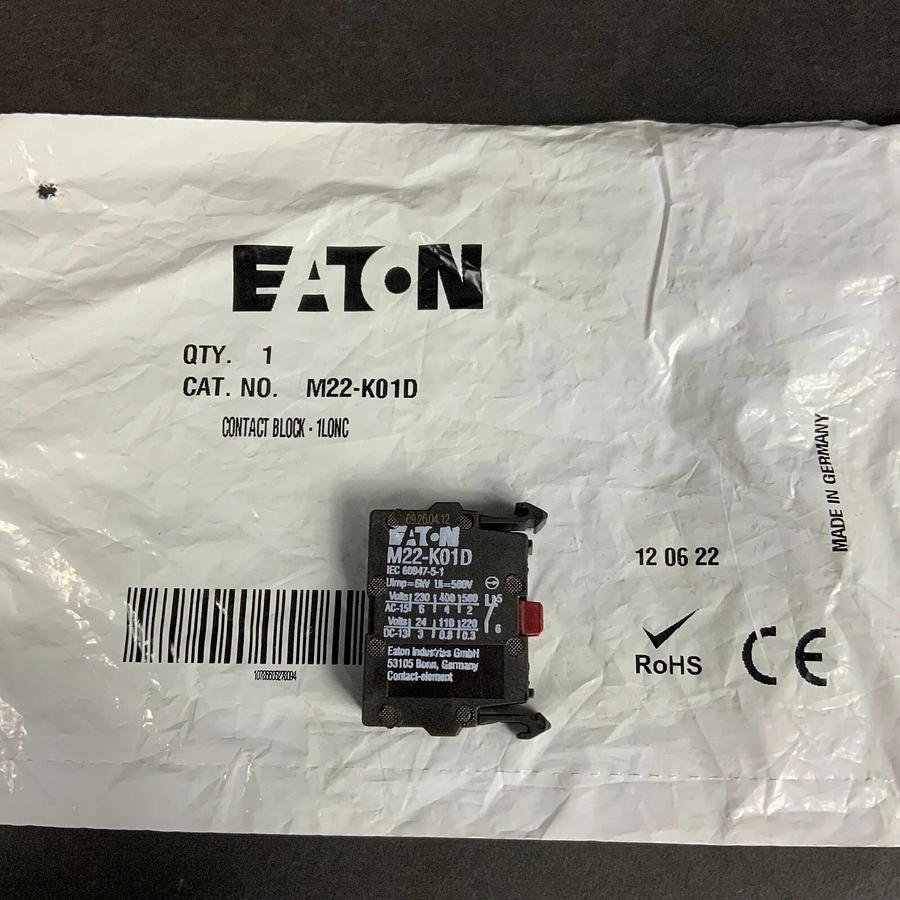 EATON
QTY. 1
CAT. NO. M22-K01D
CONTACT BLOCK - 1LONC
MADE IN GERMANY
12 06 22
RoHS
CE
09.26.04.12
EATON
M22-K01D
IEC 60947-5-1
Uimp=6kV Ui=500V
Volts 230 400 500
AC-15 6 4 2
Volts 24 110 220
DC-13 3 0.8 0.3
5
6
Eaton Industries GmbH
53105 Bonn, Germany
Contact-element